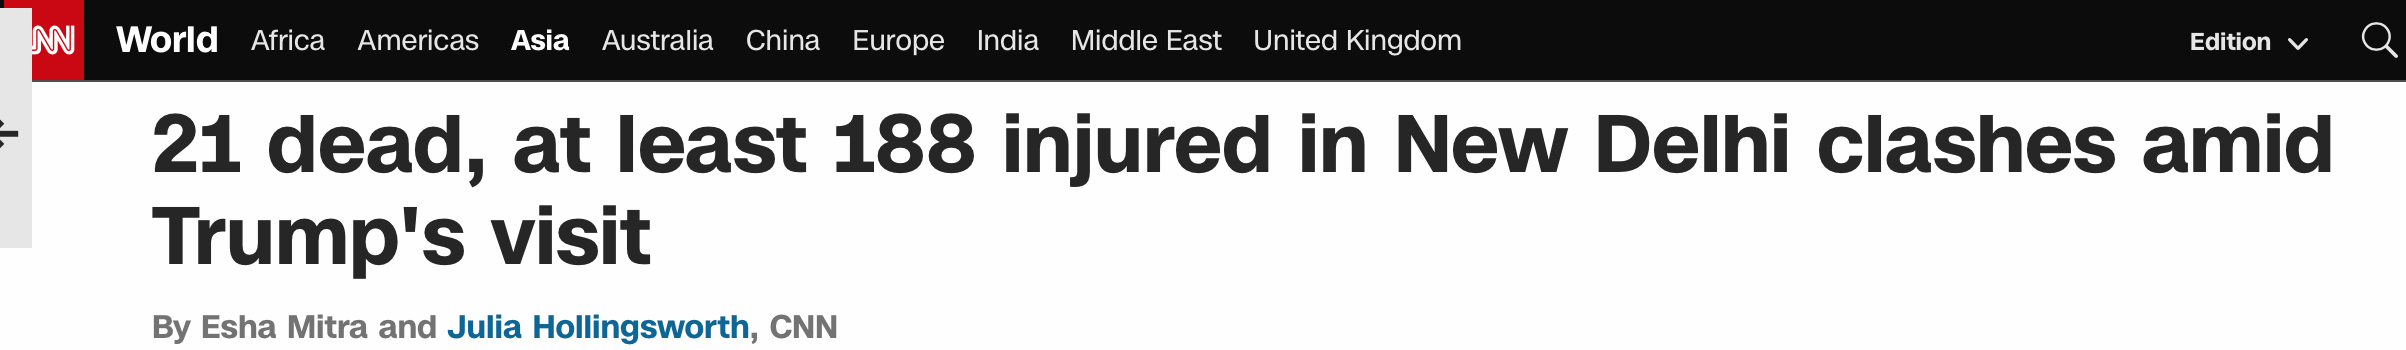 CNN World Africa Americas Asia Australia China Europe India Middle East United Kingdom Edition
21 dead, at least 188 injured in New Delhi clashes amid
Trump's visit
By Esha Mitra and Julia Hollingsworth, CNN